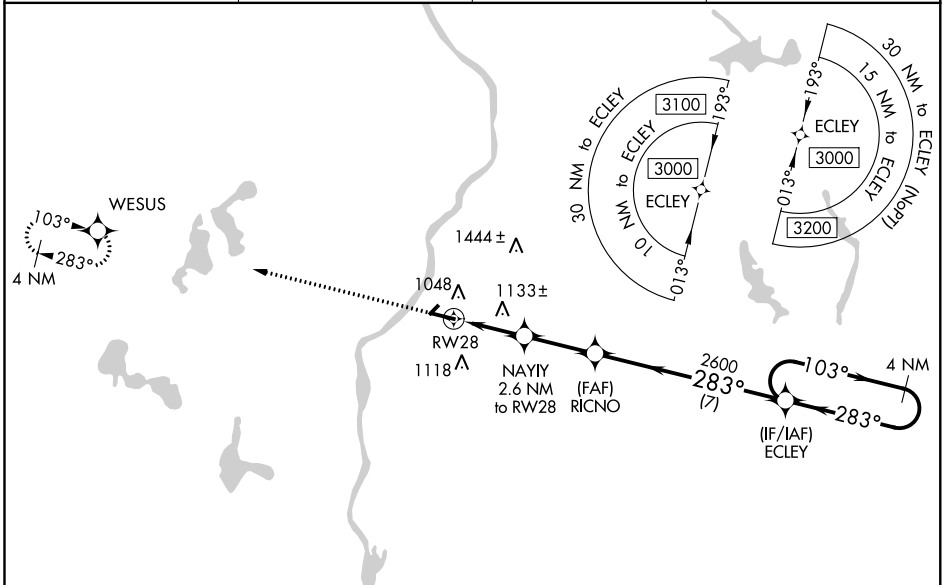 30 NM to ECLEY
10 NM to ECLEY
3100
3000
193°
ECLEY
013°
30 NM to ECLEY (NoPT)
15 NM to ECLEY
193°
ECLEY
3000
013°
3200
WESUS
103°
283°
4 NM
1444 ±
1048
1133 ±
RW28
1118
NAYIY
2.6 NM
to RW28
(FAF)
RICNO
2600
283°
(7)
103°
4 NM
283°
(IF/IAF)
ECLEY